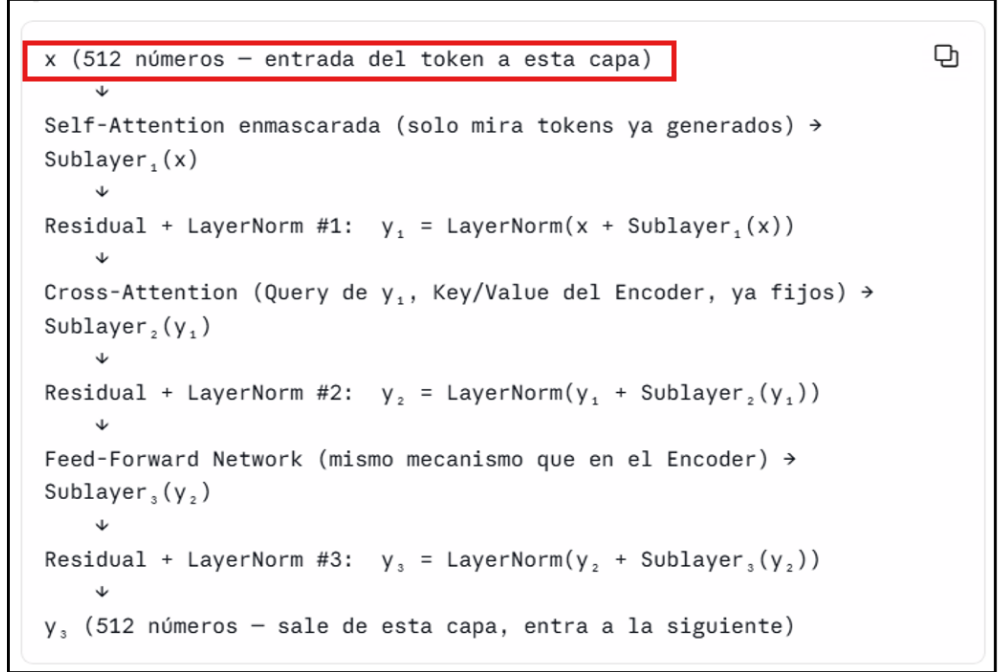 x (512 números — entrada del token a esta capa)
↓
Self-Attention enmascarada (solo mira tokens ya generados) →
Sublayer₁(x)
↓
Residual + LayerNorm #1:  y₁ = LayerNorm(x + Sublayer₁(x))
↓
Cross-Attention (Query de y₁, Key/Value del Encoder, ya fijos) →
Sublayer₂(y₁)
↓
Residual + LayerNorm #2:  y₂ = LayerNorm(y₁ + Sublayer₂(y₁))
↓
Feed-Forward Network (mismo mecanismo que en el Encoder) →
Sublayer₃(y₂)
↓
Residual + LayerNorm #3:  y₃ = LayerNorm(y₂ + Sublayer₃(y₂))
↓
y₃ (512 números — sale de esta capa, entra a la siguiente)